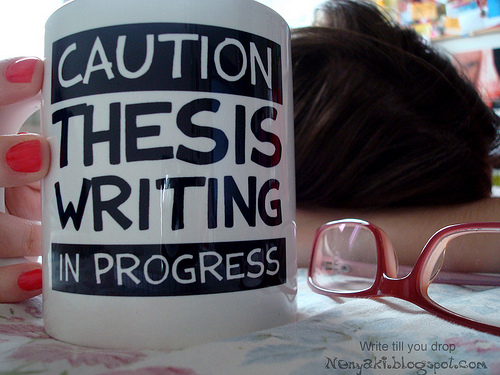 CAUTION
THESIS
WRITING
IN PROGRESS
Write till you drop
Nenyaki.blogspot.com